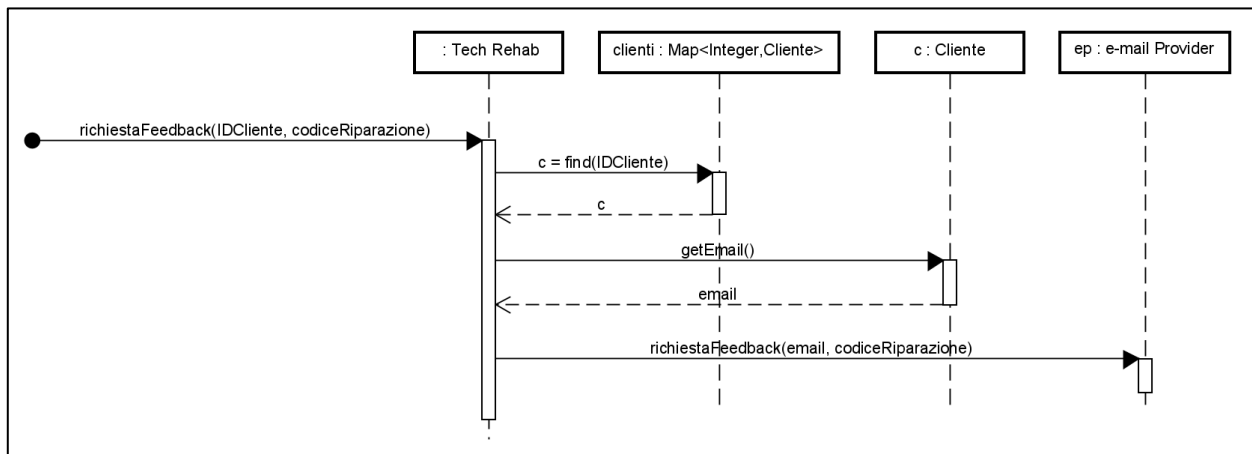 : Tech Rehab
clienti : Map<Integer,Cliente>
c : Cliente
ep : e-mail Provider
richiestaFeedback(IDCliente, codiceRiparazione)
c = find(IDCliente)
c
getEmail()
email
richiestaFeedback(email, codiceRiparazione)